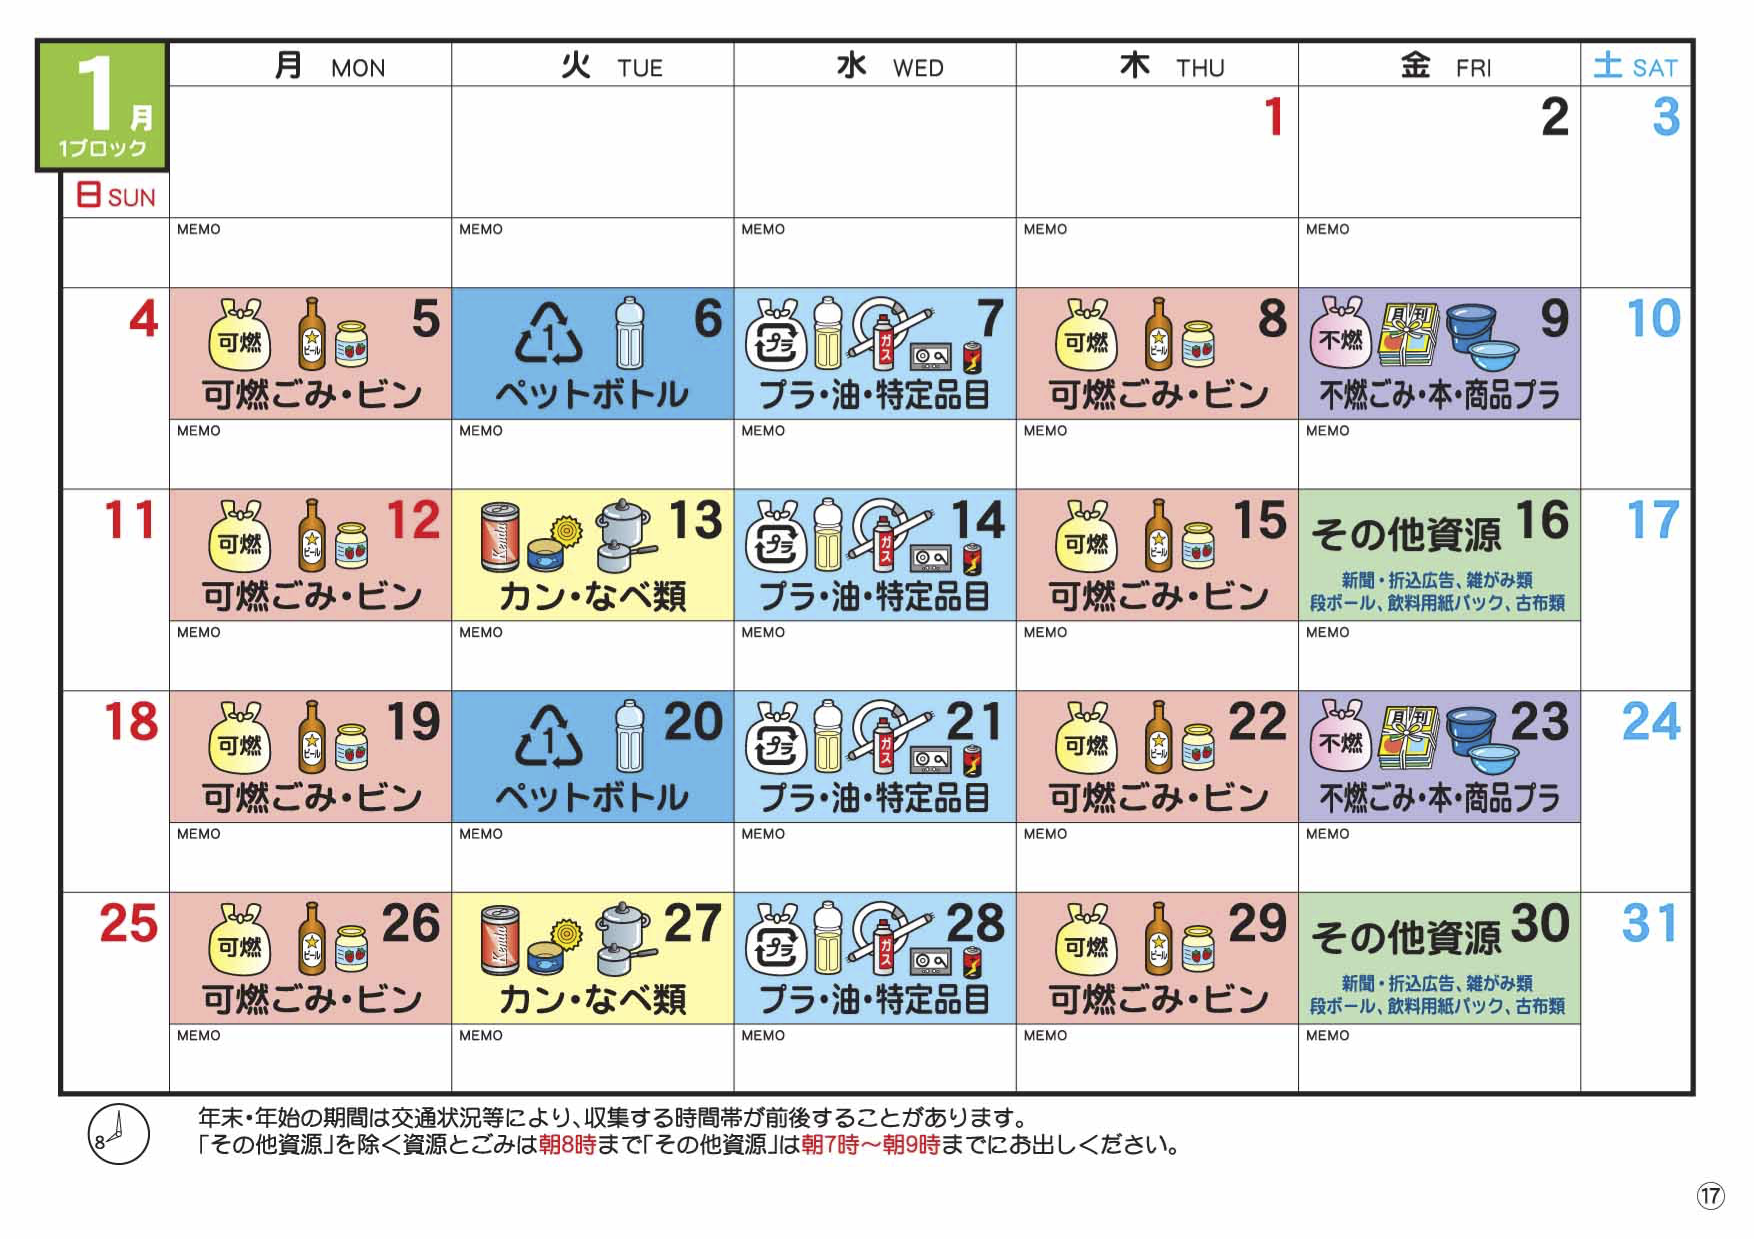 1月
1ブロック
月 MON 火 TUE 水 WED 木 THU 金 FRI 土 SAT
日 SUN
1 2 3
MEMO MEMO MEMO MEMO MEMO
4
可燃 ビール 5
可燃ごみ・ビン
1 6
ペットボトル
プラ ガス 7
プラ・油・特定品目
可燃 ビール 8
可燃ごみ・ビン
不燃 月刊 9
不燃ごみ・本・商品プラ
10
MEMO MEMO MEMO MEMO MEMO
11
可燃 ビール 12
可燃ごみ・ビン
13
カン・なべ類
プラ ガス 14
プラ・油・特定品目
可燃 ビール 15
可燃ごみ・ビン
その他資源 16
新聞・折込広告、雑がみ類
段ボール、飲料用紙パック、古布類
17
MEMO MEMO MEMO MEMO MEMO
18
可燃 ビール 19
可燃ごみ・ビン
1 20
ペットボトル
プラ ガス 21
プラ・油・特定品目
可燃 ビール 22
可燃ごみ・ビン
不燃 月刊 23
不燃ごみ・本・商品プラ
24
MEMO MEMO MEMO MEMO MEMO
25
可燃 ビール 26
可燃ごみ・ビン
27
カン・なべ類
プラ ガス 28
プラ・油・特定品目
可燃 ビール 29
可燃ごみ・ビン
その他資源 30
新聞・折込広告、雑がみ類
段ボール、飲料用紙パック、古布類
31
MEMO MEMO MEMO MEMO MEMO
8
年末・年始の期間は交通状況等により、収集する時間帯が前後することがあります。
「その他資源」を除く資源とごみは朝8時まで「その他資源」は朝7時～朝9時までにお出しください。
⑰